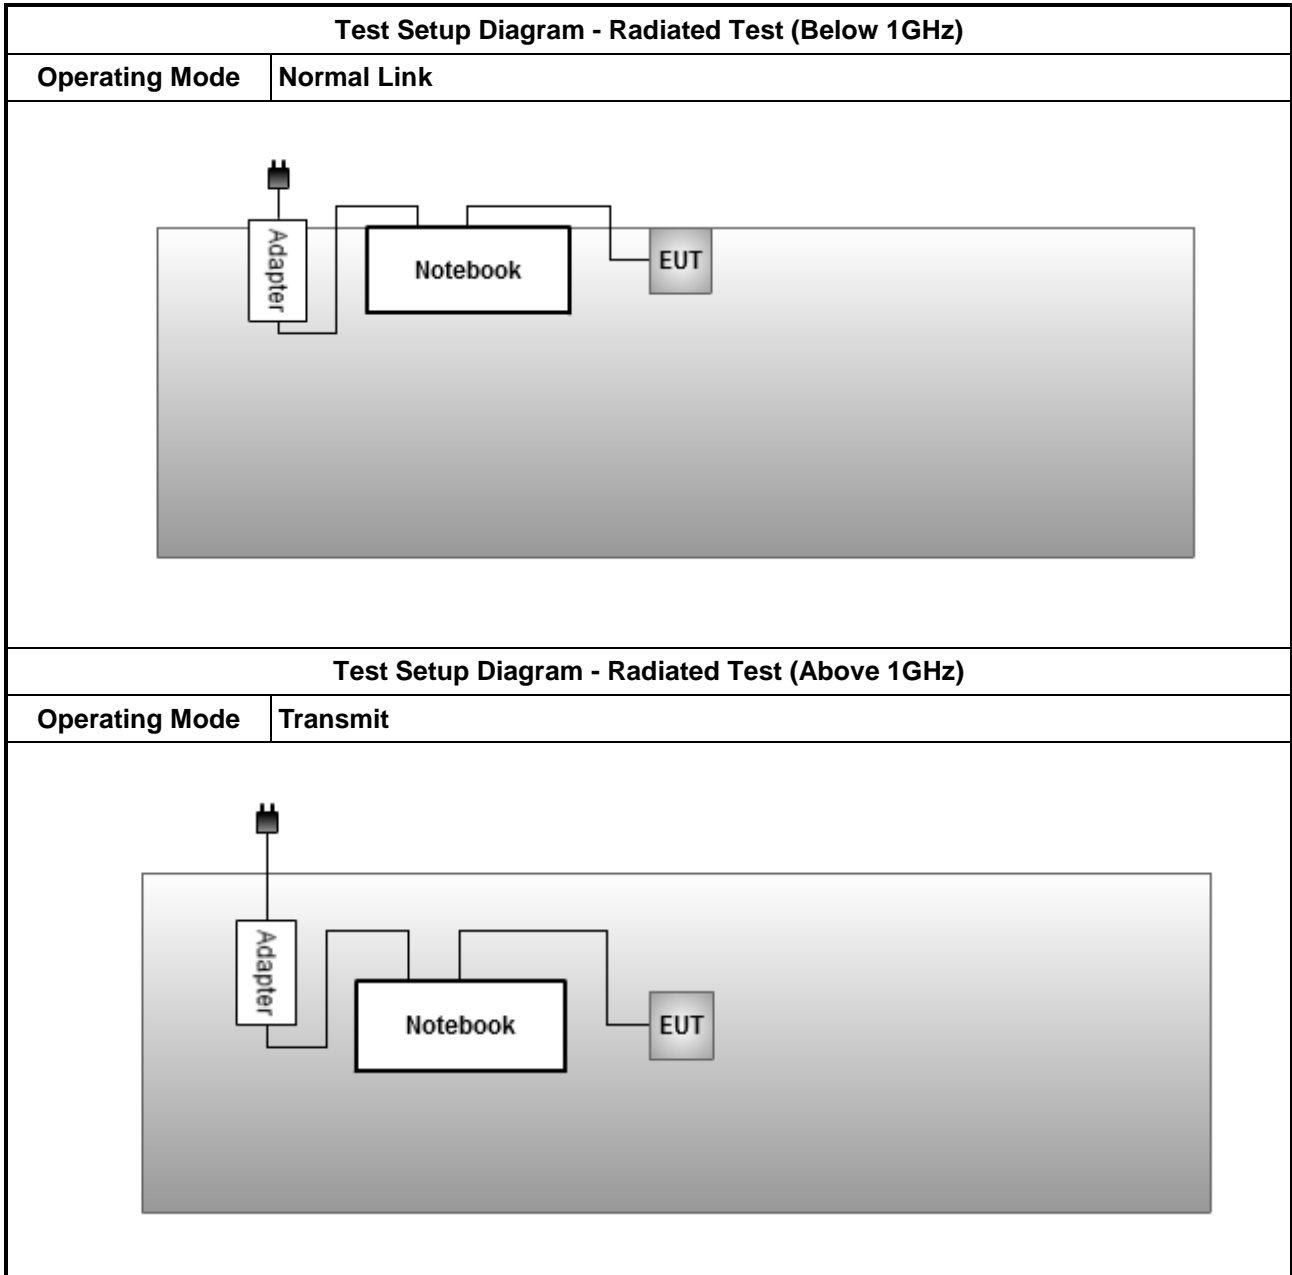 Test Setup Diagram - Radiated Test (Below 1GHz)
Operating Mode Normal Link
Adapter
Notebook
EUT
Test Setup Diagram - Radiated Test (Above 1GHz)
Operating Mode Transmit
Adapter
Notebook
EUT